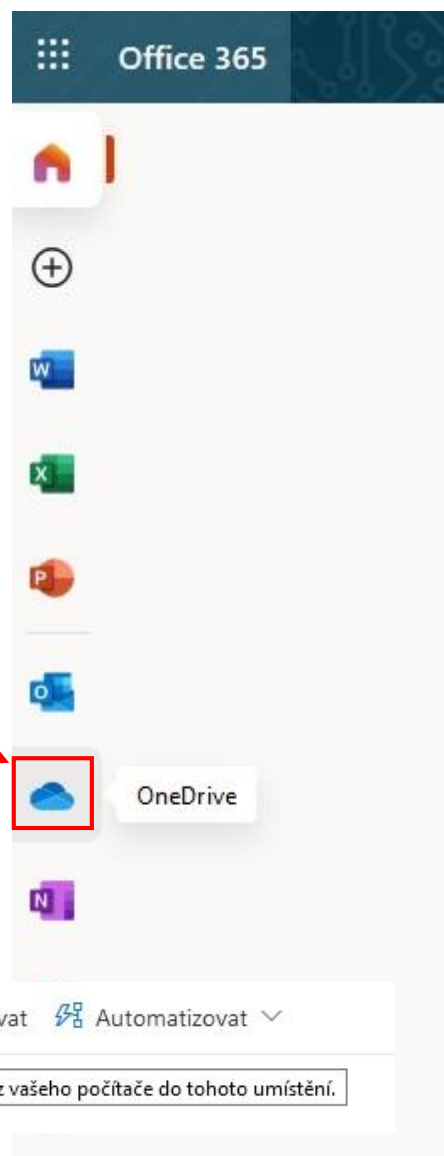 Office 365
W
X
P
O
OneDrive
N
vat Automatizovat
z vašeho počítače do tohoto umístění.